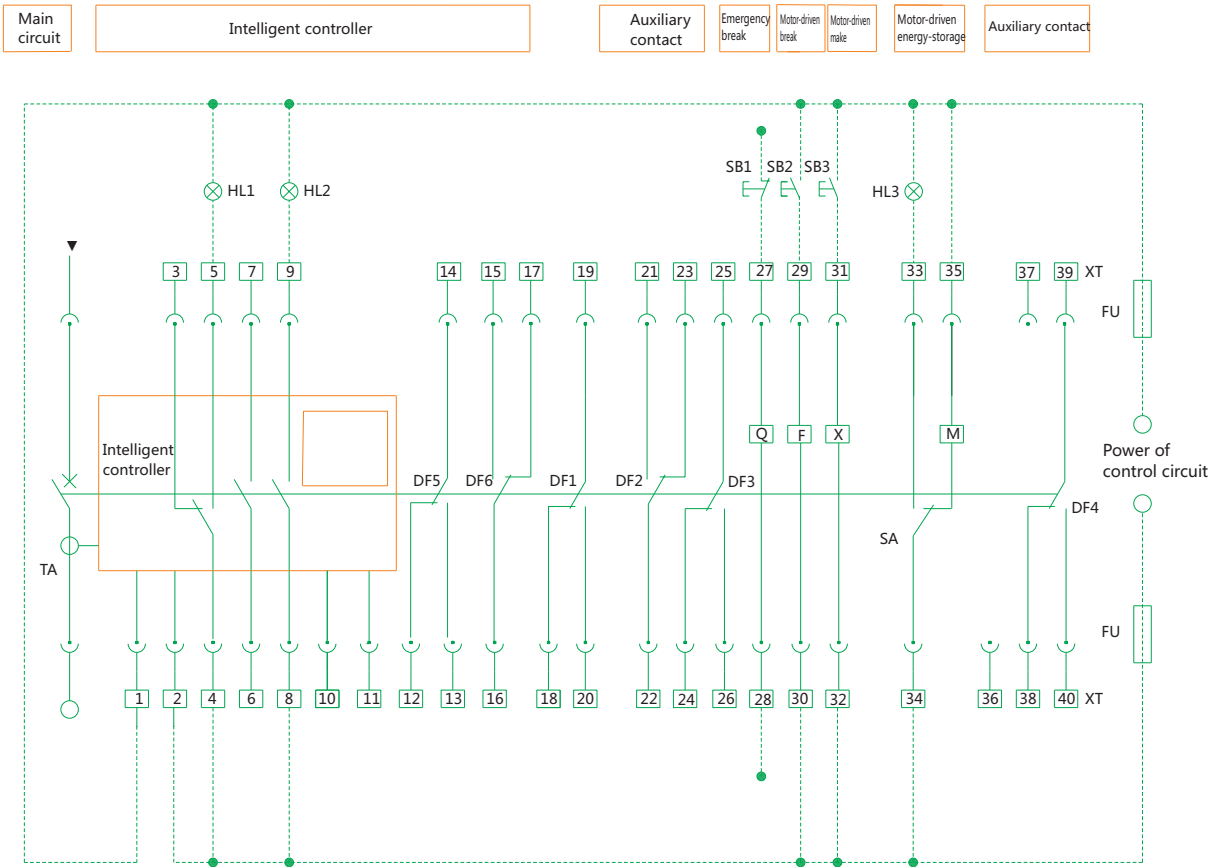 Main
circuit
Intelligent controller
Auxiliary
contact
Emergency
break
Motor-driven
break
Motor-driven
make
Motor-driven
energy-storage
Auxiliary contact
SB1 SB2 SB3
HL1 HL2 HL3
3 5 7 9 14 15 17 19 21 23 25 27 29 31 33 35 37 39 XT
FU
Q F X M
Intelligent
controller
Power of
control circuit
DF5 DF6 DF1 DF2 DF3
DF4
SA
TA
FU
1 2 4 6 8 10 11 12 13 16 18 20 22 24 26 28 30 32 34 36 38 40 XT